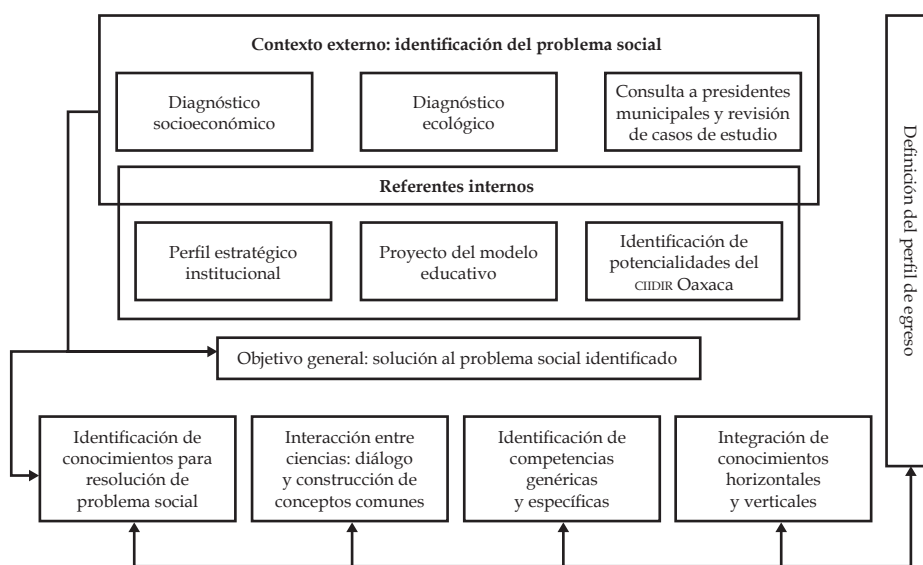 Contexto externo: identificación del problema social
Diagnóstico
socioeconómico
Diagnóstico
ecológico
Consulta a presidentes
municipales y revisión
de casos de estudio
Referentes internos
Perfil estratégico
institucional
Proyecto del modelo
educativo
Identificación de
potencialidades del
CIIDIR Oaxaca
Objetivo general: solución al problema social identificado
Identificación de
conocimientos para
resolución de
problema social
Interacción entre
ciencias: diálogo
y construcción de
conceptos comunes
Identificación de
competencias
genéricas
y específicas
Integración de
conocimientos
horizontales
y verticales
Definición del perfil de egreso